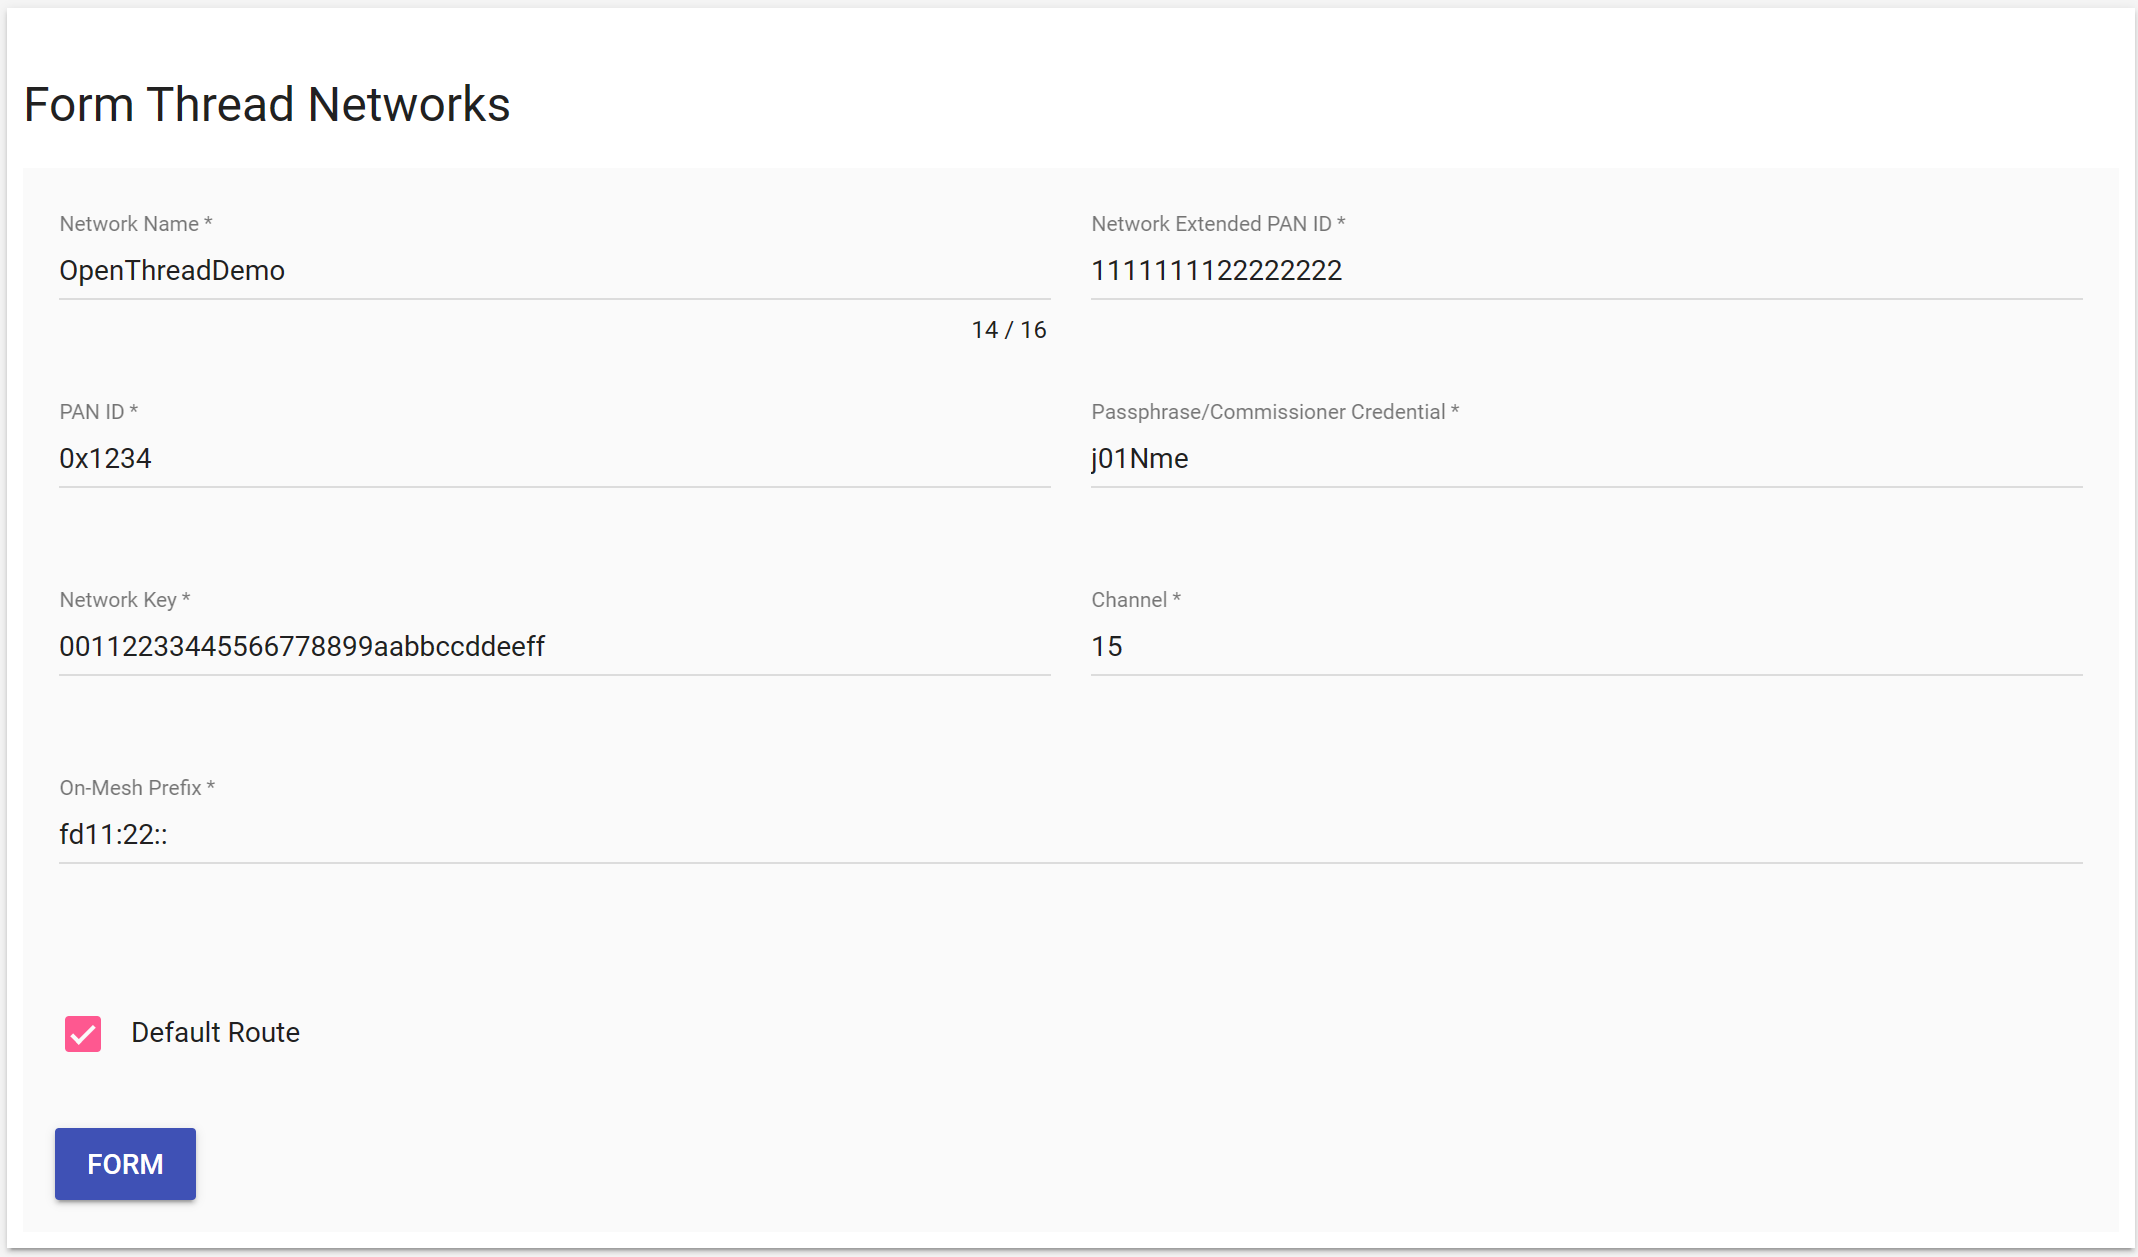 Form Thread Networks
Network Name *
OpenThreadDemo
14 / 16
Network Extended PAN ID *
1111111122222222
PAN ID *
0x1234
Passphrase/Commissioner Credential *
j01Nme
Network Key *
00112233445566778899aabbccddeeff
Channel *
15
On-Mesh Prefix *
fd11:22::
Default Route
FORM